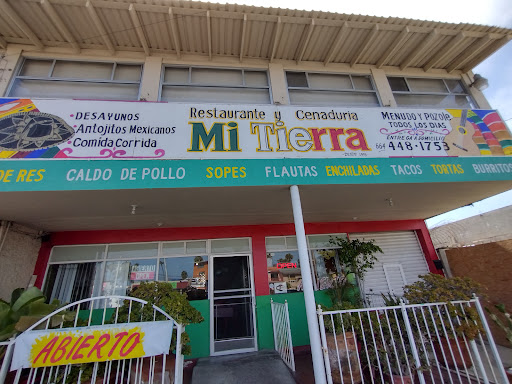 Restaurante y Cenaduria
Mi Tierra
•DESAYUNOS
•Antojitos Mexicanos
•Comida Corrida
MENUDO Y POZOLE
TODOS LOS DIAS
ENTREGA A DOMICILIO
664 448-1753
DE RES CALDO DE POLLO SOPES FLAUTAS ENCHILADAS TACOS TORTAS BURRITOS
ABIERTO